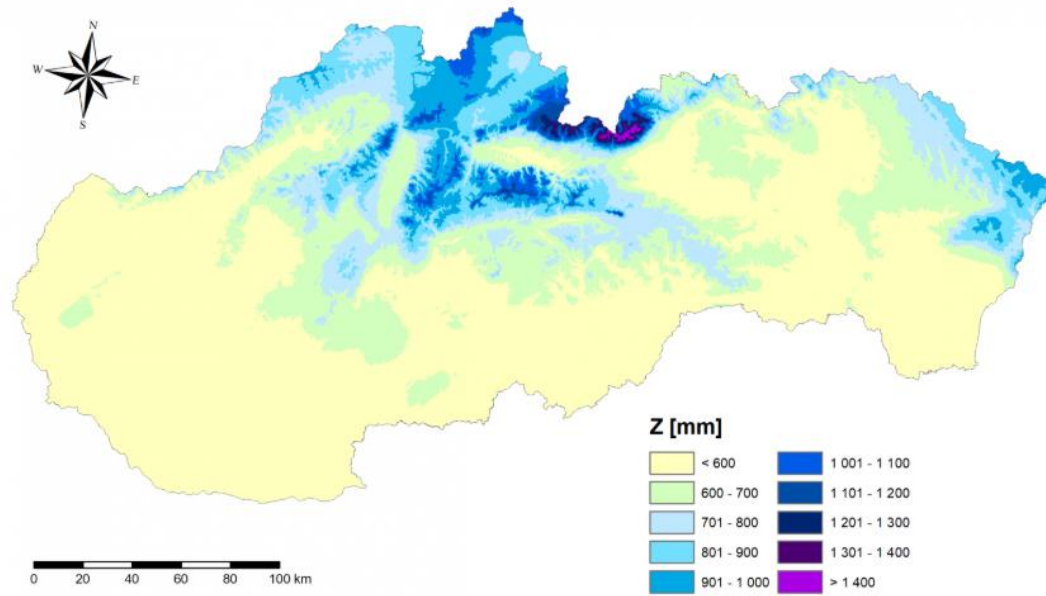 N
W
E
S
Z [mm]
< 600
600 - 700
701 - 800
801 - 900
901 - 1 000
1 001 - 1 100
1 101 - 1 200
1 201 - 1 300
1 301 - 1 400
> 1 400
0 20 40 60 80 100 km